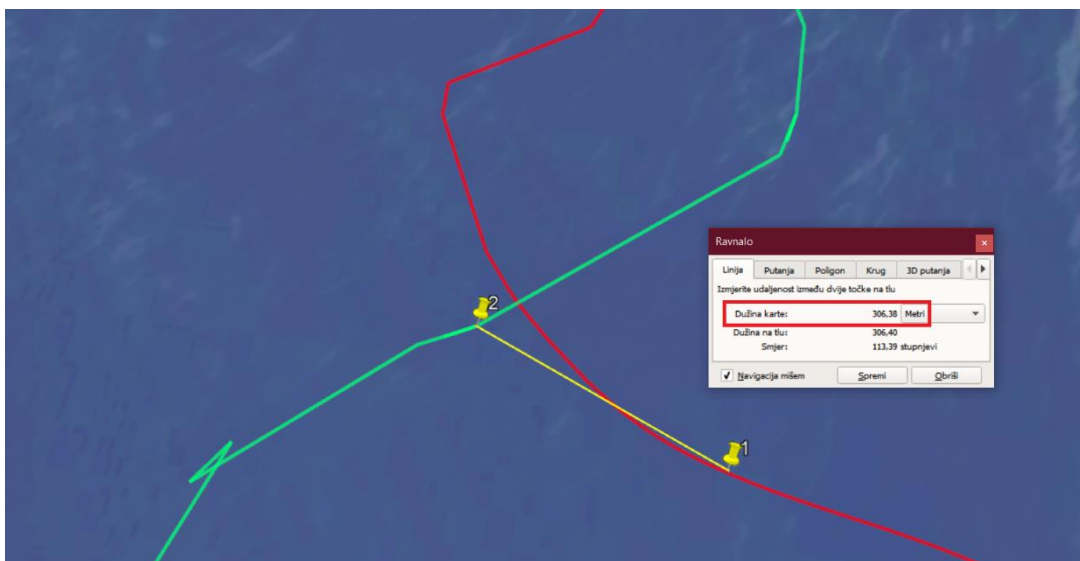 2
1
Ravnalo
Linija Putanja Poligon Krug 3D putanja
Izmjerite udaljenost između dvije točke na tlu
Dužina karte: 306,38 Metri
Dužina na tlu: 306,40
Smjer: 113,39 stupnjevi
Navigacija mišem Spremi Obriši